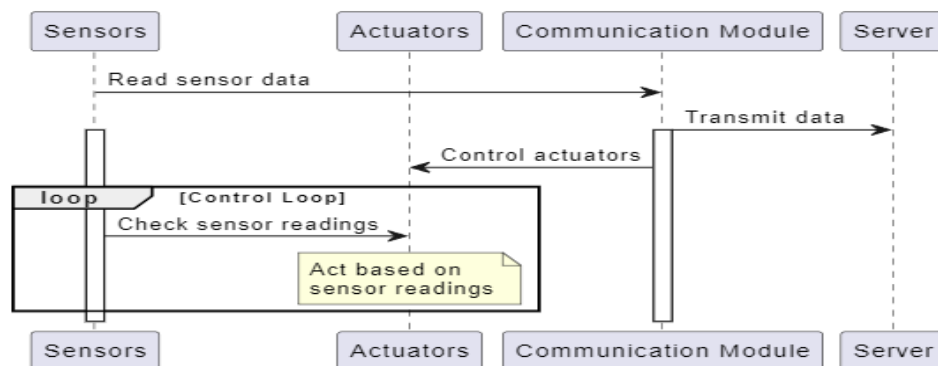 Sensors Actuators Communication Module Server
Read sensor data
Transmit data
Control actuators
loop [Control Loop]
Check sensor readings
Act based on
sensor readings
Sensors Actuators Communication Module Server